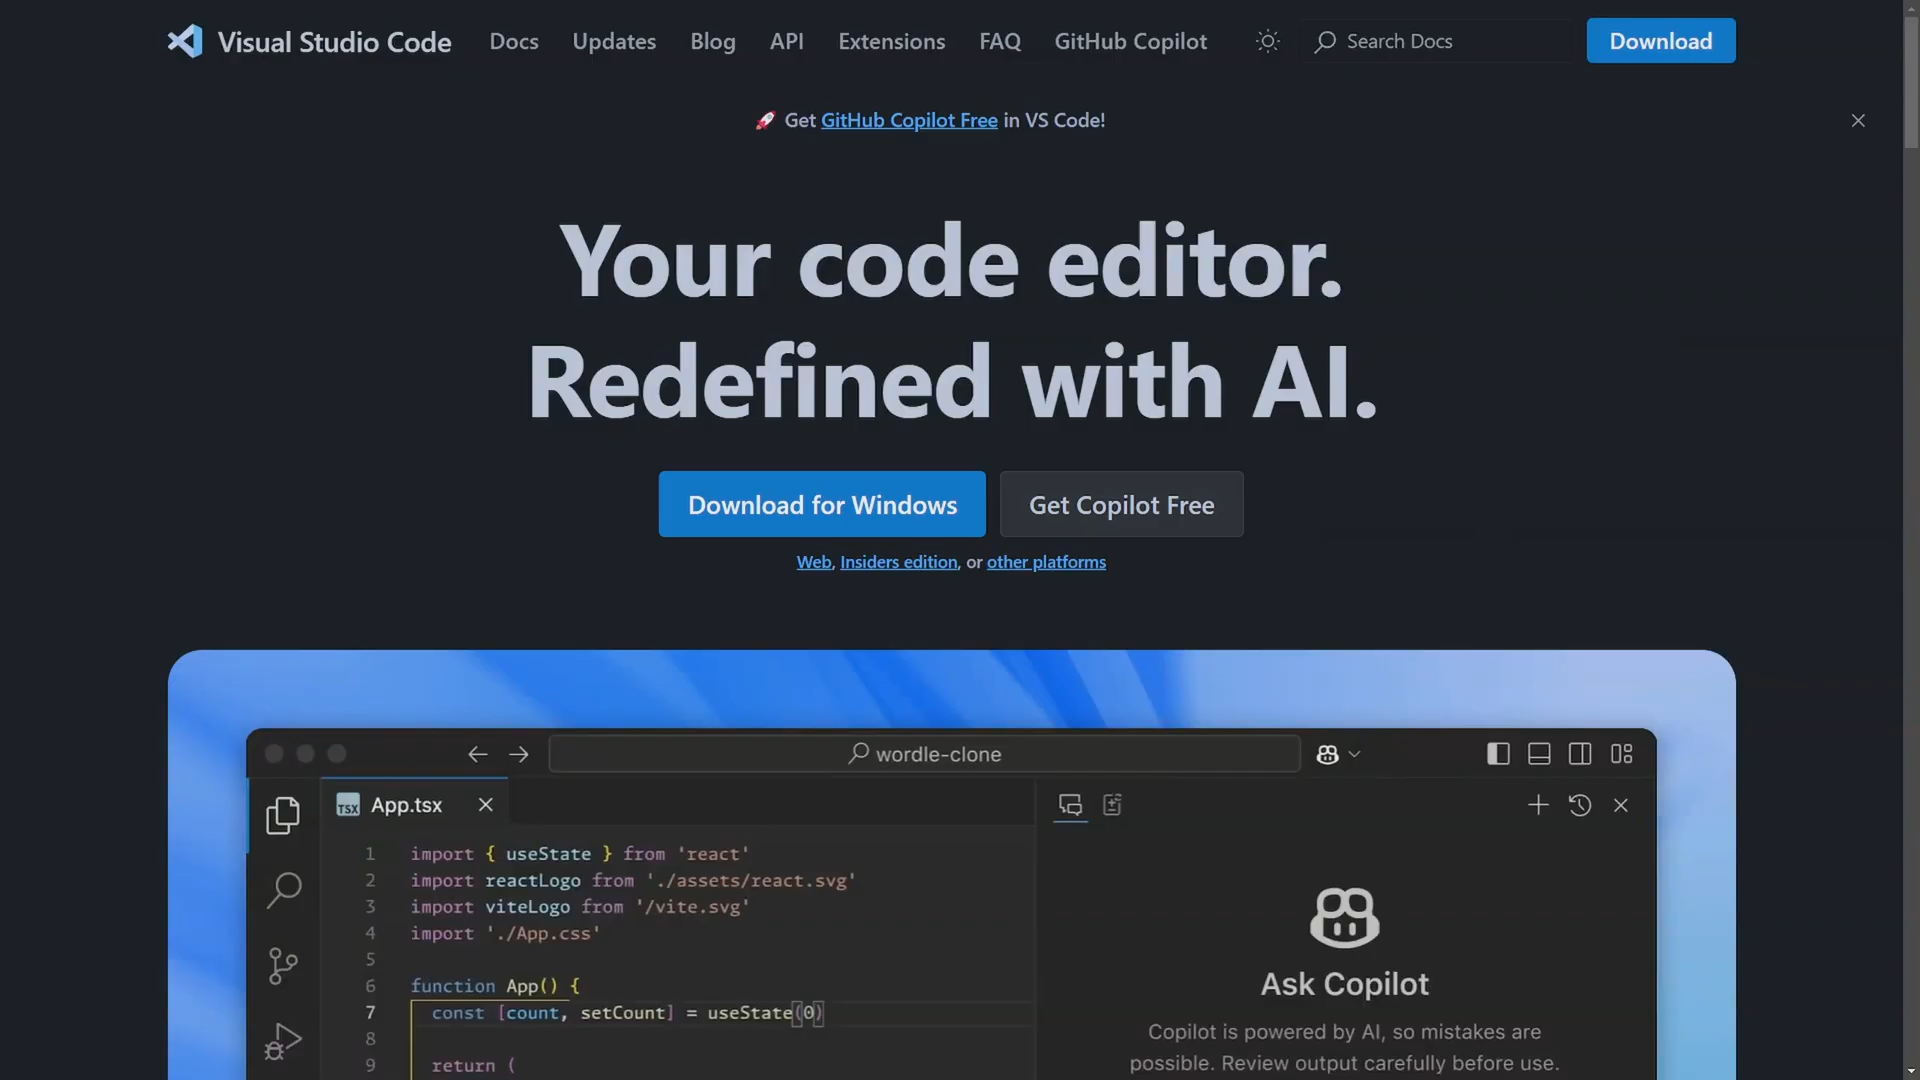 Visual Studio Code Docs Updates Blog API Extensions FAQ GitHub Copilot Search Docs Download
🚀 Get GitHub Copilot Free in VS Code!
Your code editor.
Redefined with AI.
Download for Windows Get Copilot Free
Web, Insiders edition, or other platforms
wordle-clone
TSX App.tsx
1 import { useState } from 'react'
2 import reactLogo from './assets/react.svg'
3 import viteLogo from '/vite.svg'
4 import './App.css'
5
6 function App() {
7 const [count, setCount] = useState(0)
8
9 return (
Ask Copilot
Copilot is powered by AI, so mistakes are
possible. Review output carefully before use.